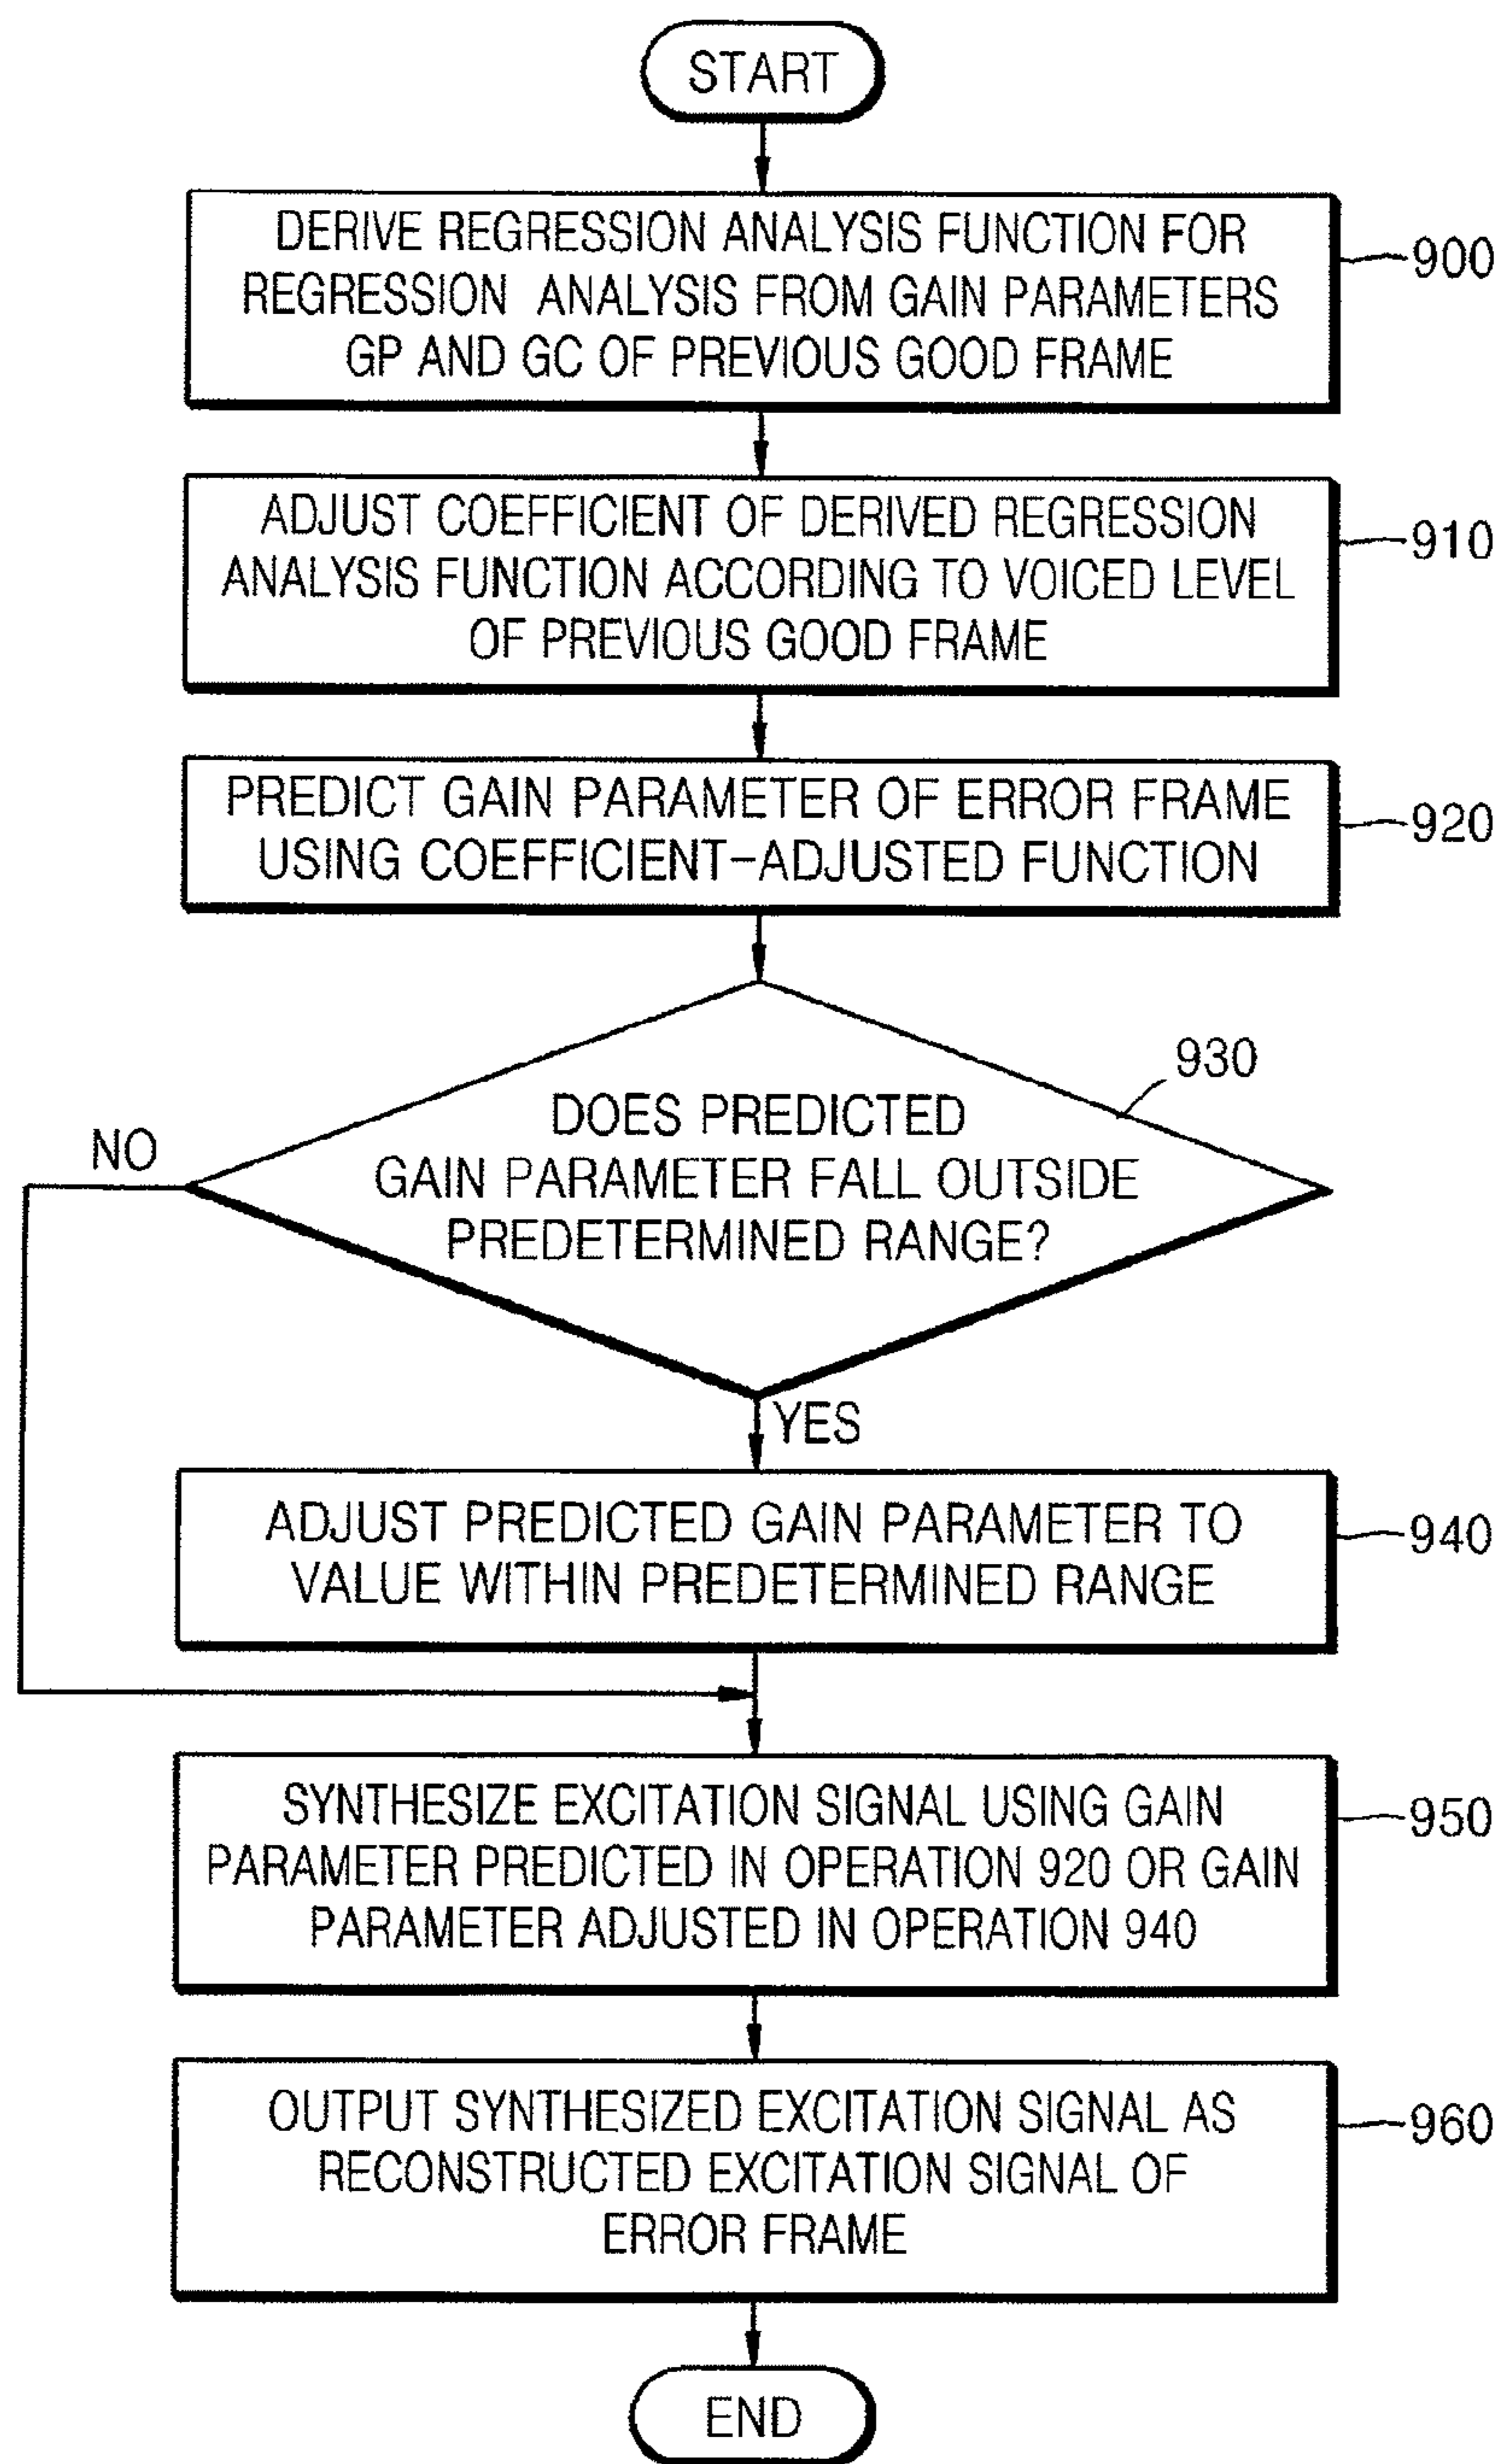 START
DERIVE REGRESSION ANALYSIS FUNCTION FOR
REGRESSION ANALYSIS FROM GAIN PARAMETERS
GP AND GC OF PREVIOUS GOOD FRAME
900
ADJUST COEFFICIENT OF DERIVED REGRESSION
ANALYSIS FUNCTION ACCORDING TO VOICED LEVEL
OF PREVIOUS GOOD FRAME
910
PREDICT GAIN PARAMETER OF ERROR FRAME
USING COEFFICIENT-ADJUSTED FUNCTION
920
930
DOES PREDICTED
GAIN PARAMETER FALL OUTSIDE
PREDETERMINED RANGE?
NO
YES
ADJUST PREDICTED GAIN PARAMETER TO
VALUE WITHIN PREDETERMINED RANGE
940
SYNTHESIZE EXCITATION SIGNAL USING GAIN
PARAMETER PREDICTED IN OPERATION 920 OR GAIN
PARAMETER ADJUSTED IN OPERATION 940
950
OUTPUT SYNTHESIZED EXCITATION SIGNAL AS
RECONSTRUCTED EXCITATION SIGNAL OF
ERROR FRAME
960
END